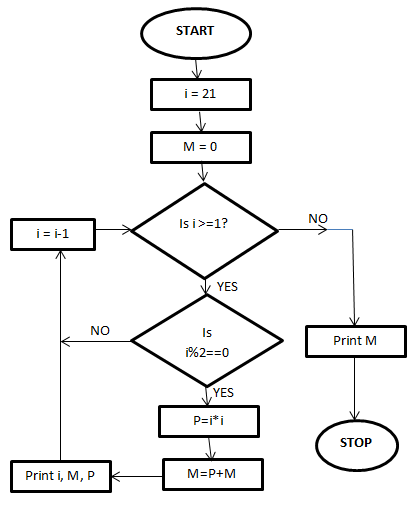 START
i = 21
M = 0
Is i >=1?
NO
i = i-1
YES
Is
i%2==0
NO
YES
Print M
P=i*i
STOP
M=P+M
Print i, M, P